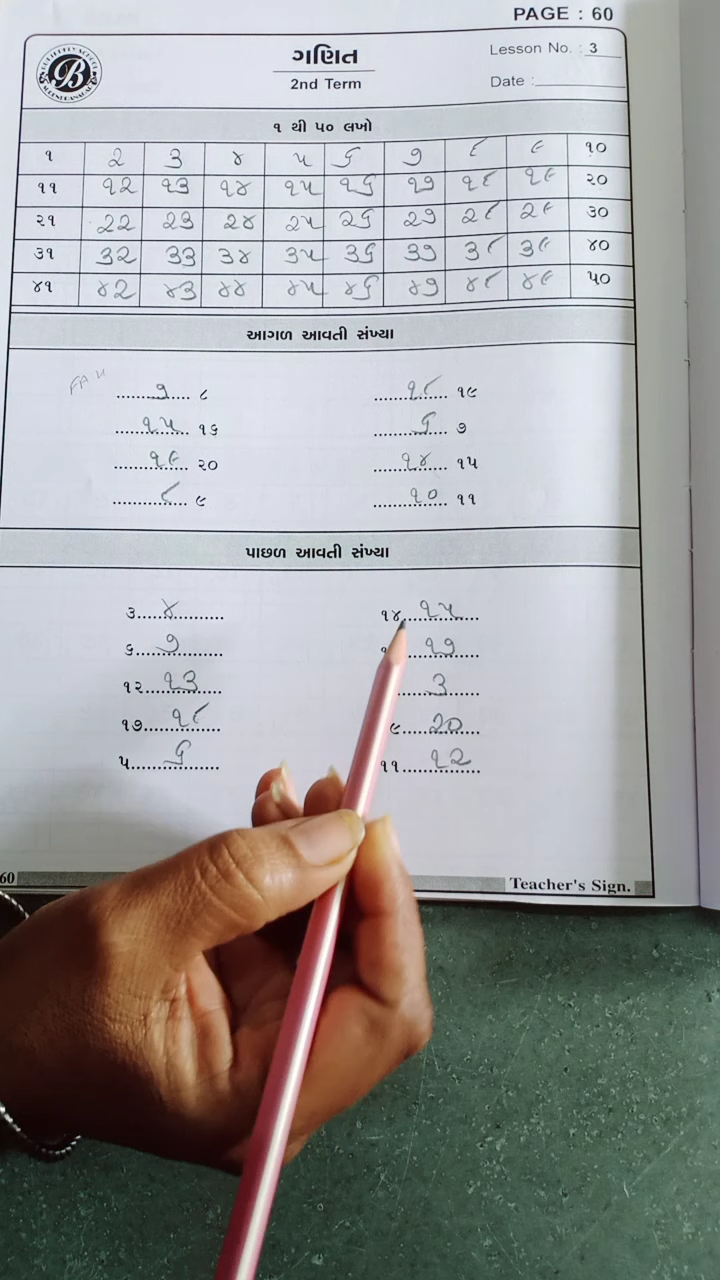 PAGE : 60
ગણિત
2nd Term
Lesson No. : 3
Date :
૧ થી ૫૦ લખો
૧ ૨ ૩ ૪ ૫ ૬ ૭ ૮ ૯ ૧૦
૧૧ ૧૨ ૧૩ ૧૪ ૧૫ ૧૬ ૧૭ ૧૮ ૧૯ ૨૦
૨૧ ૨૨ ૨૩ ૨૪ ૨૫ ૨૬ ૨૭ ૨૮ ૨૯ ૩૦
૩૧ ૩૨ ૩૩ ૩૪ ૩૫ ૩૬ ૩૭ ૩૮ ૩૯ ૪૦
૪૧ ૪૨ ૪૩ ૪૪ ૪૫ ૪૬ ૪૭ ૪૮ ૪૯ ૫૦
આગળ આવતી સંખ્યા
૭ ૮ ૧૮ ૧૯
૧૫ ૧૬ ૬ ૭
૧૯ ૨૦ ૧૪ ૧૫
૮ ૯ ૧૦ ૧૧
પાછળ આવતી સંખ્યા
૩ ૪ ૧૪ ૧૫
૬ ૭ ૧૭
૧૨ ૧૩ ૩
૧૭ ૧૮ ૯ ૨૦
૫ ૬ ૧૧ ૧૨
60
Teacher's Sign.